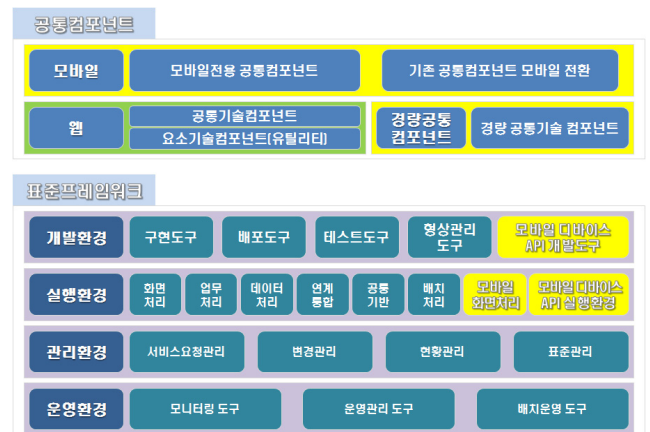 공통컴포넌트
모바일
모바일전용 공통컴포넌트
기존 공통컴포넌트 모바일 전환
웹
공통기술컴포넌트
요소기술컴포넌트(유틸리티)
경량공통
컴포넌트
경량 공통기술 컴포넌트
표준프레임워크
개발환경
구현도구
배포도구
테스트도구
형상관리
도구
모바일 디바이스
API 개발도구
실행환경
화면
처리
업무
처리
데이터
처리
연계
통합
공통
기반
배치
처리
모바일
화면처리
모바일 디바이스
API 실행환경
관리환경
서비스요청관리
변경관리
현황관리
표준관리
운영환경
모니터링 도구
운영관리 도구
배치운영 도구